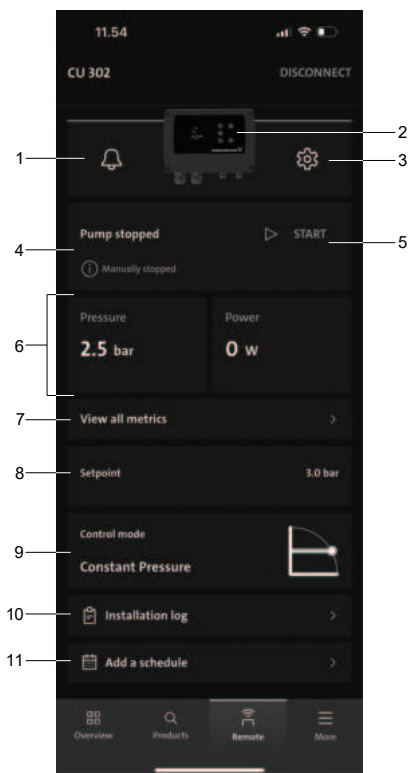 11.54
CU 302 DISCONNECT
1
2
3
Pump stopped START
4
5
Manually stopped
Pressure Power
6
2.5 bar 0 W
7 View all metrics
8 Setpoint 3.0 bar
Control mode
9
Constant Pressure
10 Installation log
11 Add a schedule
Overview Products Remote More